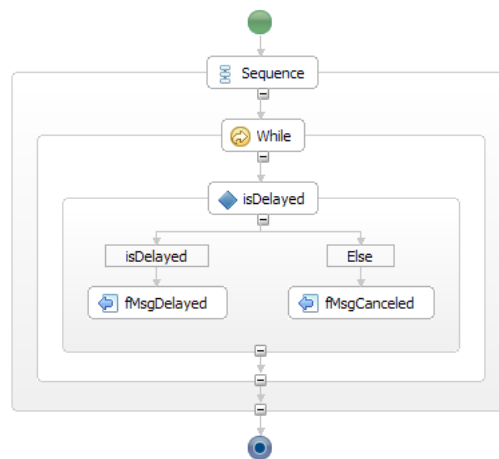 Sequence
While
isDelayed
isDelayed
Else
fMsgDelayed
fMsgCanceled